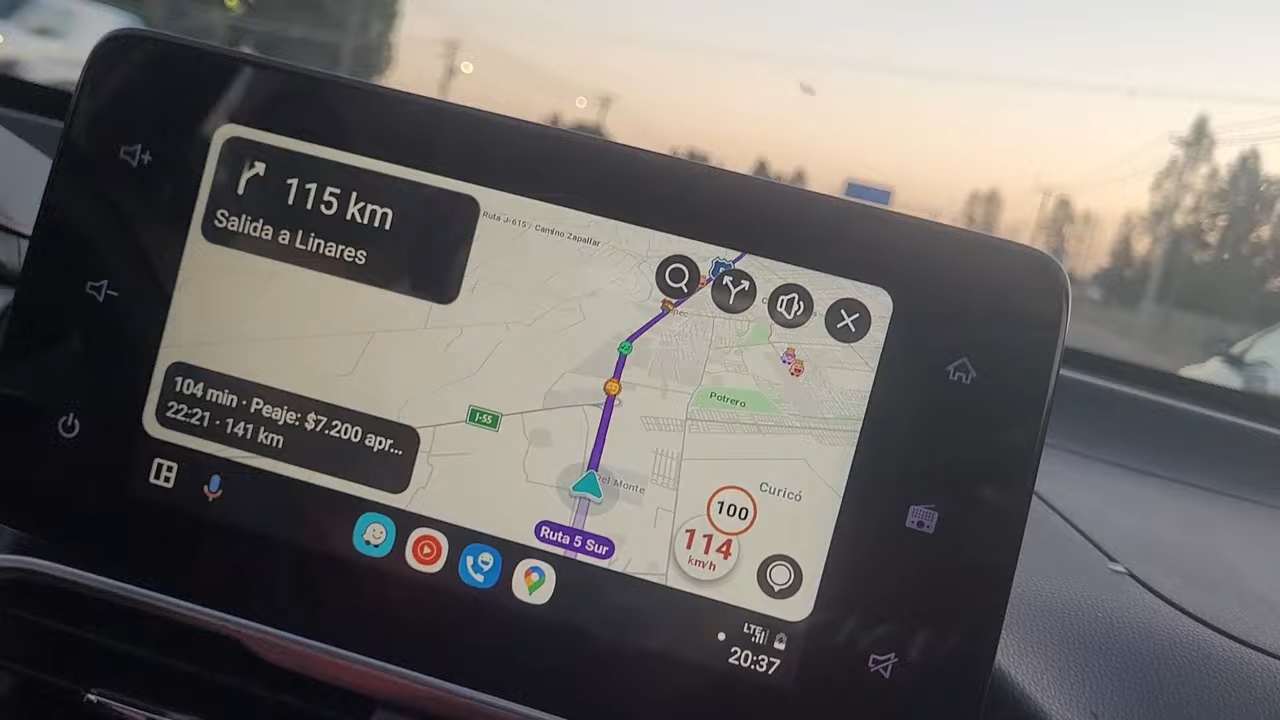 115 km
Salida a Linares
Ruta J-615 / Camino Zapallar
Potrero
J-55
104 min · Peaje: $7.200 apr...
22:21 · 141 km
Del Monte
Curicó
100
114
km/h
Ruta 5 Sur
LTE
20:37